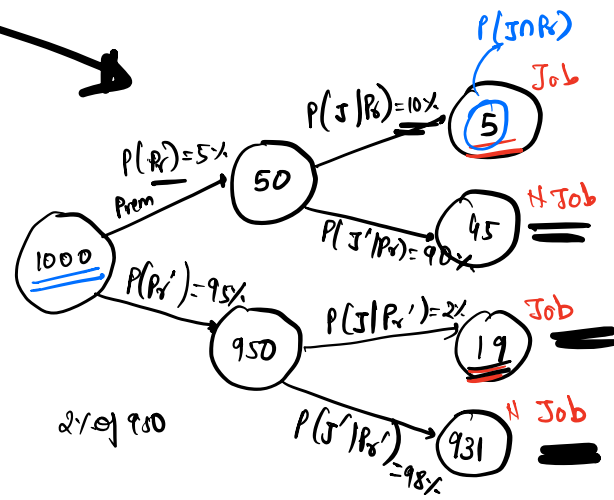 P(J∩Pr)
Job
5
P(J|Pr)=10%
P(Pr)=5%
50
Prem
N Job
45
P(J'|Pr)=90%
1000
P(Pr')=95%
P(J|Pr')=2%
Job
19
950
2% of 950
P(J'|Pr')
=98%
N Job
931